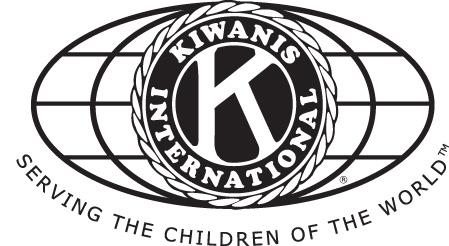 KIWANIS
K
INTERNATIONAL
®
SERVING THE CHILDREN OF THE WORLD™